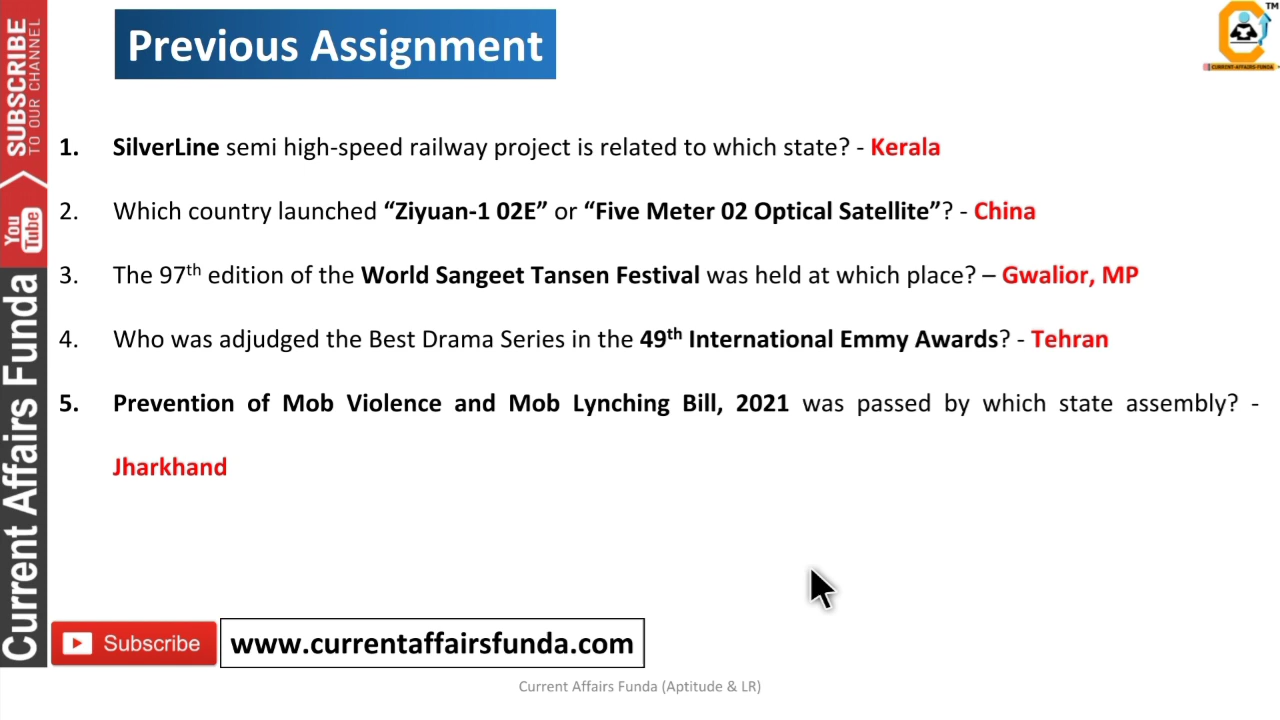 Previous Assignment
TM
CURRENT-AFFAIRS-FUNDA
SUBSCRIBE
TO OUR CHANNEL
You
Tube
Current Affairs Funda
1. SilverLine semi high-speed railway project is related to which state? - Kerala
2. Which country launched “Ziyuan-1 02E” or “Five Meter 02 Optical Satellite”? - China
3. The 97th edition of the World Sangeet Tansen Festival was held at which place? – Gwalior, MP
4. Who was adjudged the Best Drama Series in the 49th International Emmy Awards? - Tehran
5. Prevention of Mob Violence and Mob Lynching Bill, 2021 was passed by which state assembly? -
Jharkhand
Subscribe
www.currentaffairsfunda.com
Current Affairs Funda (Aptitude & LR)